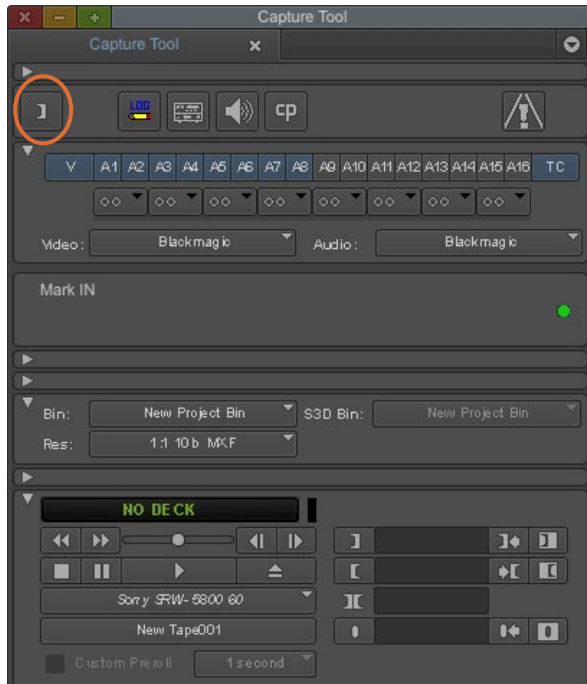 Capture Tool
Capture Tool
LOG
CP
V A1 A2 A3 A4 A5 A6 A7 A8 A9 A10 A11 A12 A13 A14 A15 A16 TC
Video: Blackmagic Audio: Blackmagic
Mark IN
Bin: New Project Bin S3D Bin: New Project Bin
Res: 1:1 10b MXF
NO DECK
Sony SRW-5800 60
New Tape001
Custom Preroll 1 second